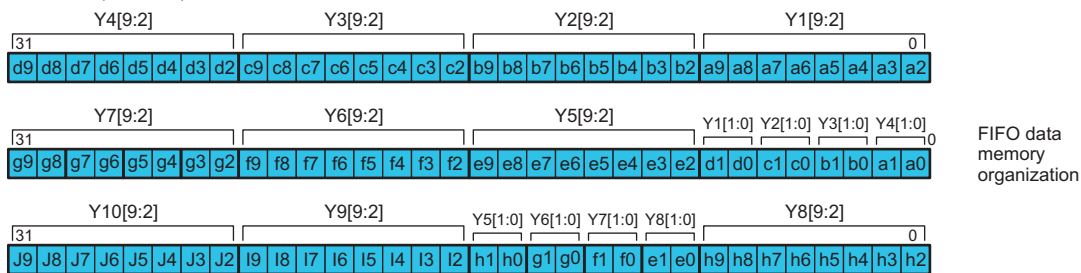 Y4[9:2] Y3[9:2] Y2[9:2] Y1[9:2]
31 0
d9 d8 d7 d6 d5 d4 d3 d2 c9 c8 c7 c6 c5 c4 c3 c2 b9 b8 b7 b6 b5 b4 b3 b2 a9 a8 a7 a6 a5 a4 a3 a2
Y7[9:2] Y6[9:2] Y5[9:2] Y1[1:0] Y2[1:0] Y3[1:0] Y4[1:0]
31 0
g9 g8 g7 g6 g5 g4 g3 g2 f9 f8 f7 f6 f5 f4 f3 f2 e9 e8 e7 e6 e5 e4 e3 e2 d1 d0 c1 c0 b1 b0 a1 a0
FIFO data
memory
organization
Y10[9:2] Y9[9:2] Y5[1:0] Y6[1:0] Y7[1:0] Y8[1:0] Y8[9:2]
31 0
J9 J8 J7 J6 J5 J4 J3 J2 I9 I8 I7 I6 I5 I4 I3 I2 h1 h0 g1 g0 f1 f0 e1 e0 h9 h8 h7 h6 h5 h4 h3 h2